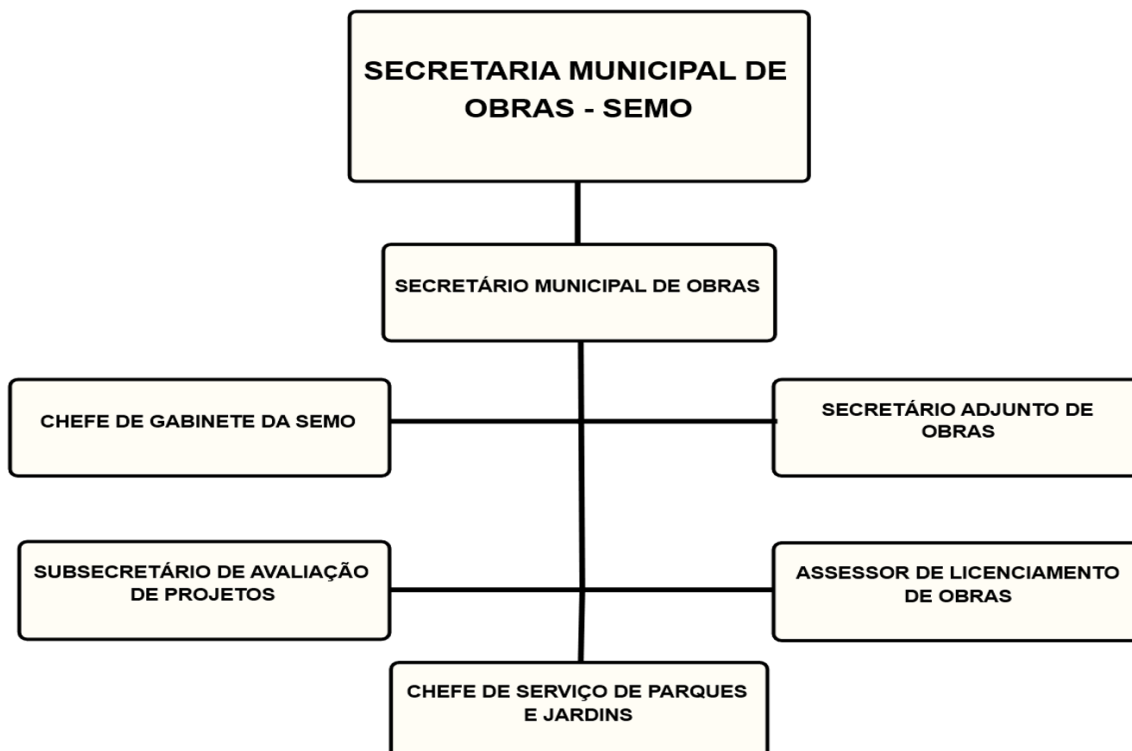 SECRETARIA MUNICIPAL DE
OBRAS - SEMO
SECRETÁRIO MUNICIPAL DE OBRAS
CHEFE DE GABINETE DA SEMO
SECRETÁRIO ADJUNTO DE
OBRAS
SUBSECRETÁRIO DE AVALIAÇÃO
DE PROJETOS
ASSESSOR DE LICENCIAMENTO
DE OBRAS
CHEFE DE SERVIÇO DE PARQUES
E JARDINS